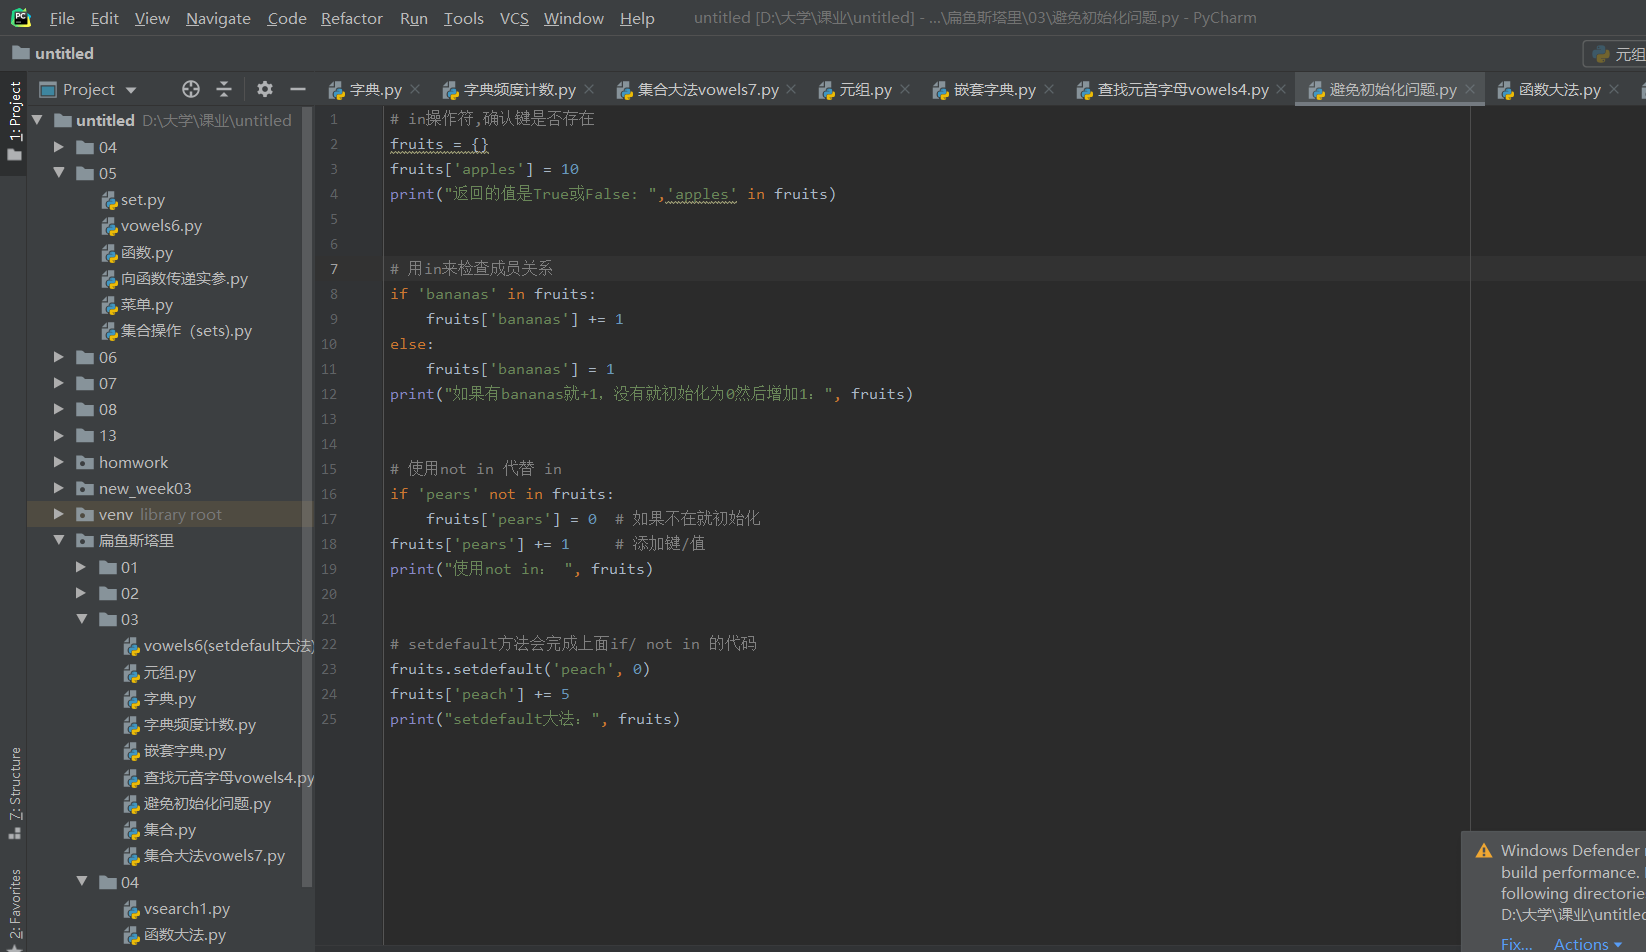 File Edit View Navigate Code Refactor Run Tools VCS Window Help untitled [D:\大学\课业\untitled] - ...\扁鱼斯塔里\03\避免初始化问题.py - PyCharm
untitled
元组
Project
字典.py 字典频度计数.py 集合大法vowels7.py 元组.py 嵌套字典.py 查找元音字母vowels4.py 避免初始化问题.py 函数大法.py
1: Project
7: Structure
2: Favorites
untitled D:\大学\课业\untitled
04
05
set.py
vowels6.py
函数.py
向函数传递实参.py
菜单.py
集合操作（sets).py
06
07
08
13
homwork
new_week03
venv library root
扁鱼斯塔里
01
02
03
vowels6(setdefault大法)
元组.py
字典.py
字典频度计数.py
嵌套字典.py
查找元音字母vowels4.py
避免初始化问题.py
集合.py
集合大法vowels7.py
04
vsearch1.py
函数大法.py
1 # in操作符,确认键是否存在
2 fruits = {}
3 fruits['apples'] = 10
4 print("返回的值是True或False: ",'apples' in fruits)
5
6
7 # 用in来检查成员关系
8 if 'bananas' in fruits:
9 fruits['bananas'] += 1
10 else:
11 fruits['bananas'] = 1
12 print("如果有bananas就+1，没有就初始化为0然后增加1：", fruits)
13
14
15 # 使用not in 代替 in
16 if 'pears' not in fruits:
17 fruits['pears'] = 0 # 如果不在就初始化
18 fruits['pears'] += 1 # 添加键/值
19 print("使用not in： ", fruits)
20
21
22 # setdefault方法会完成上面if/ not in 的代码
23 fruits.setdefault('peach', 0)
24 fruits['peach'] += 5
25 print("setdefault大法：", fruits)
Windows Defender
build performance.
following directorie
D:\大学\课业\untitled
Fix... Actions